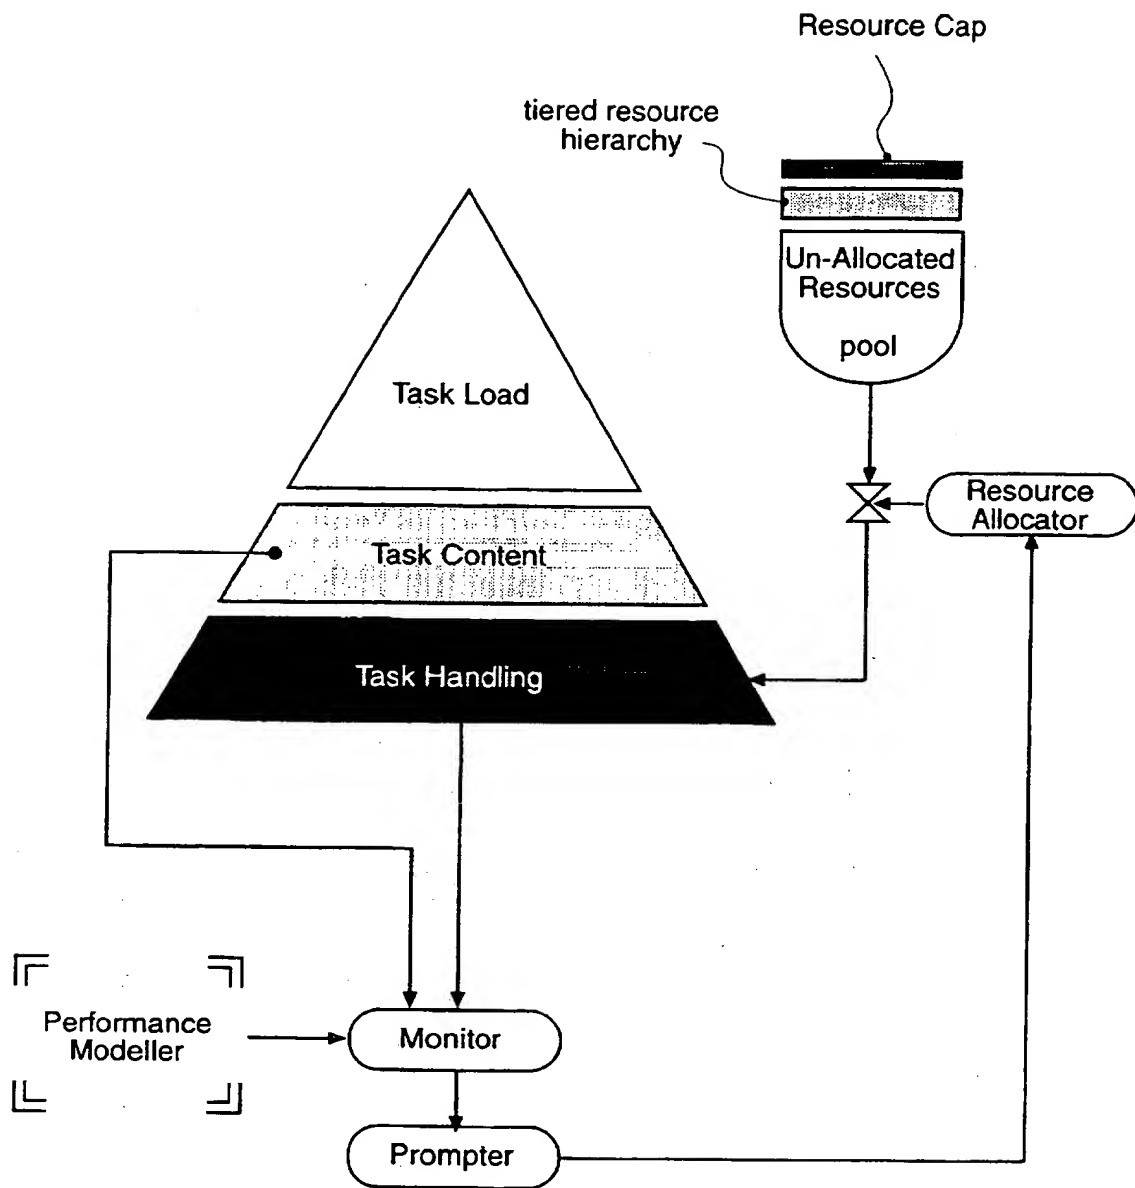 Resource Cap
tiered resource
hierarchy
Un-Allocated
Resources
pool
Task Load
Resource
Allocator
Task Content
Task Handling
Performance
Modeller
Monitor
Prompter